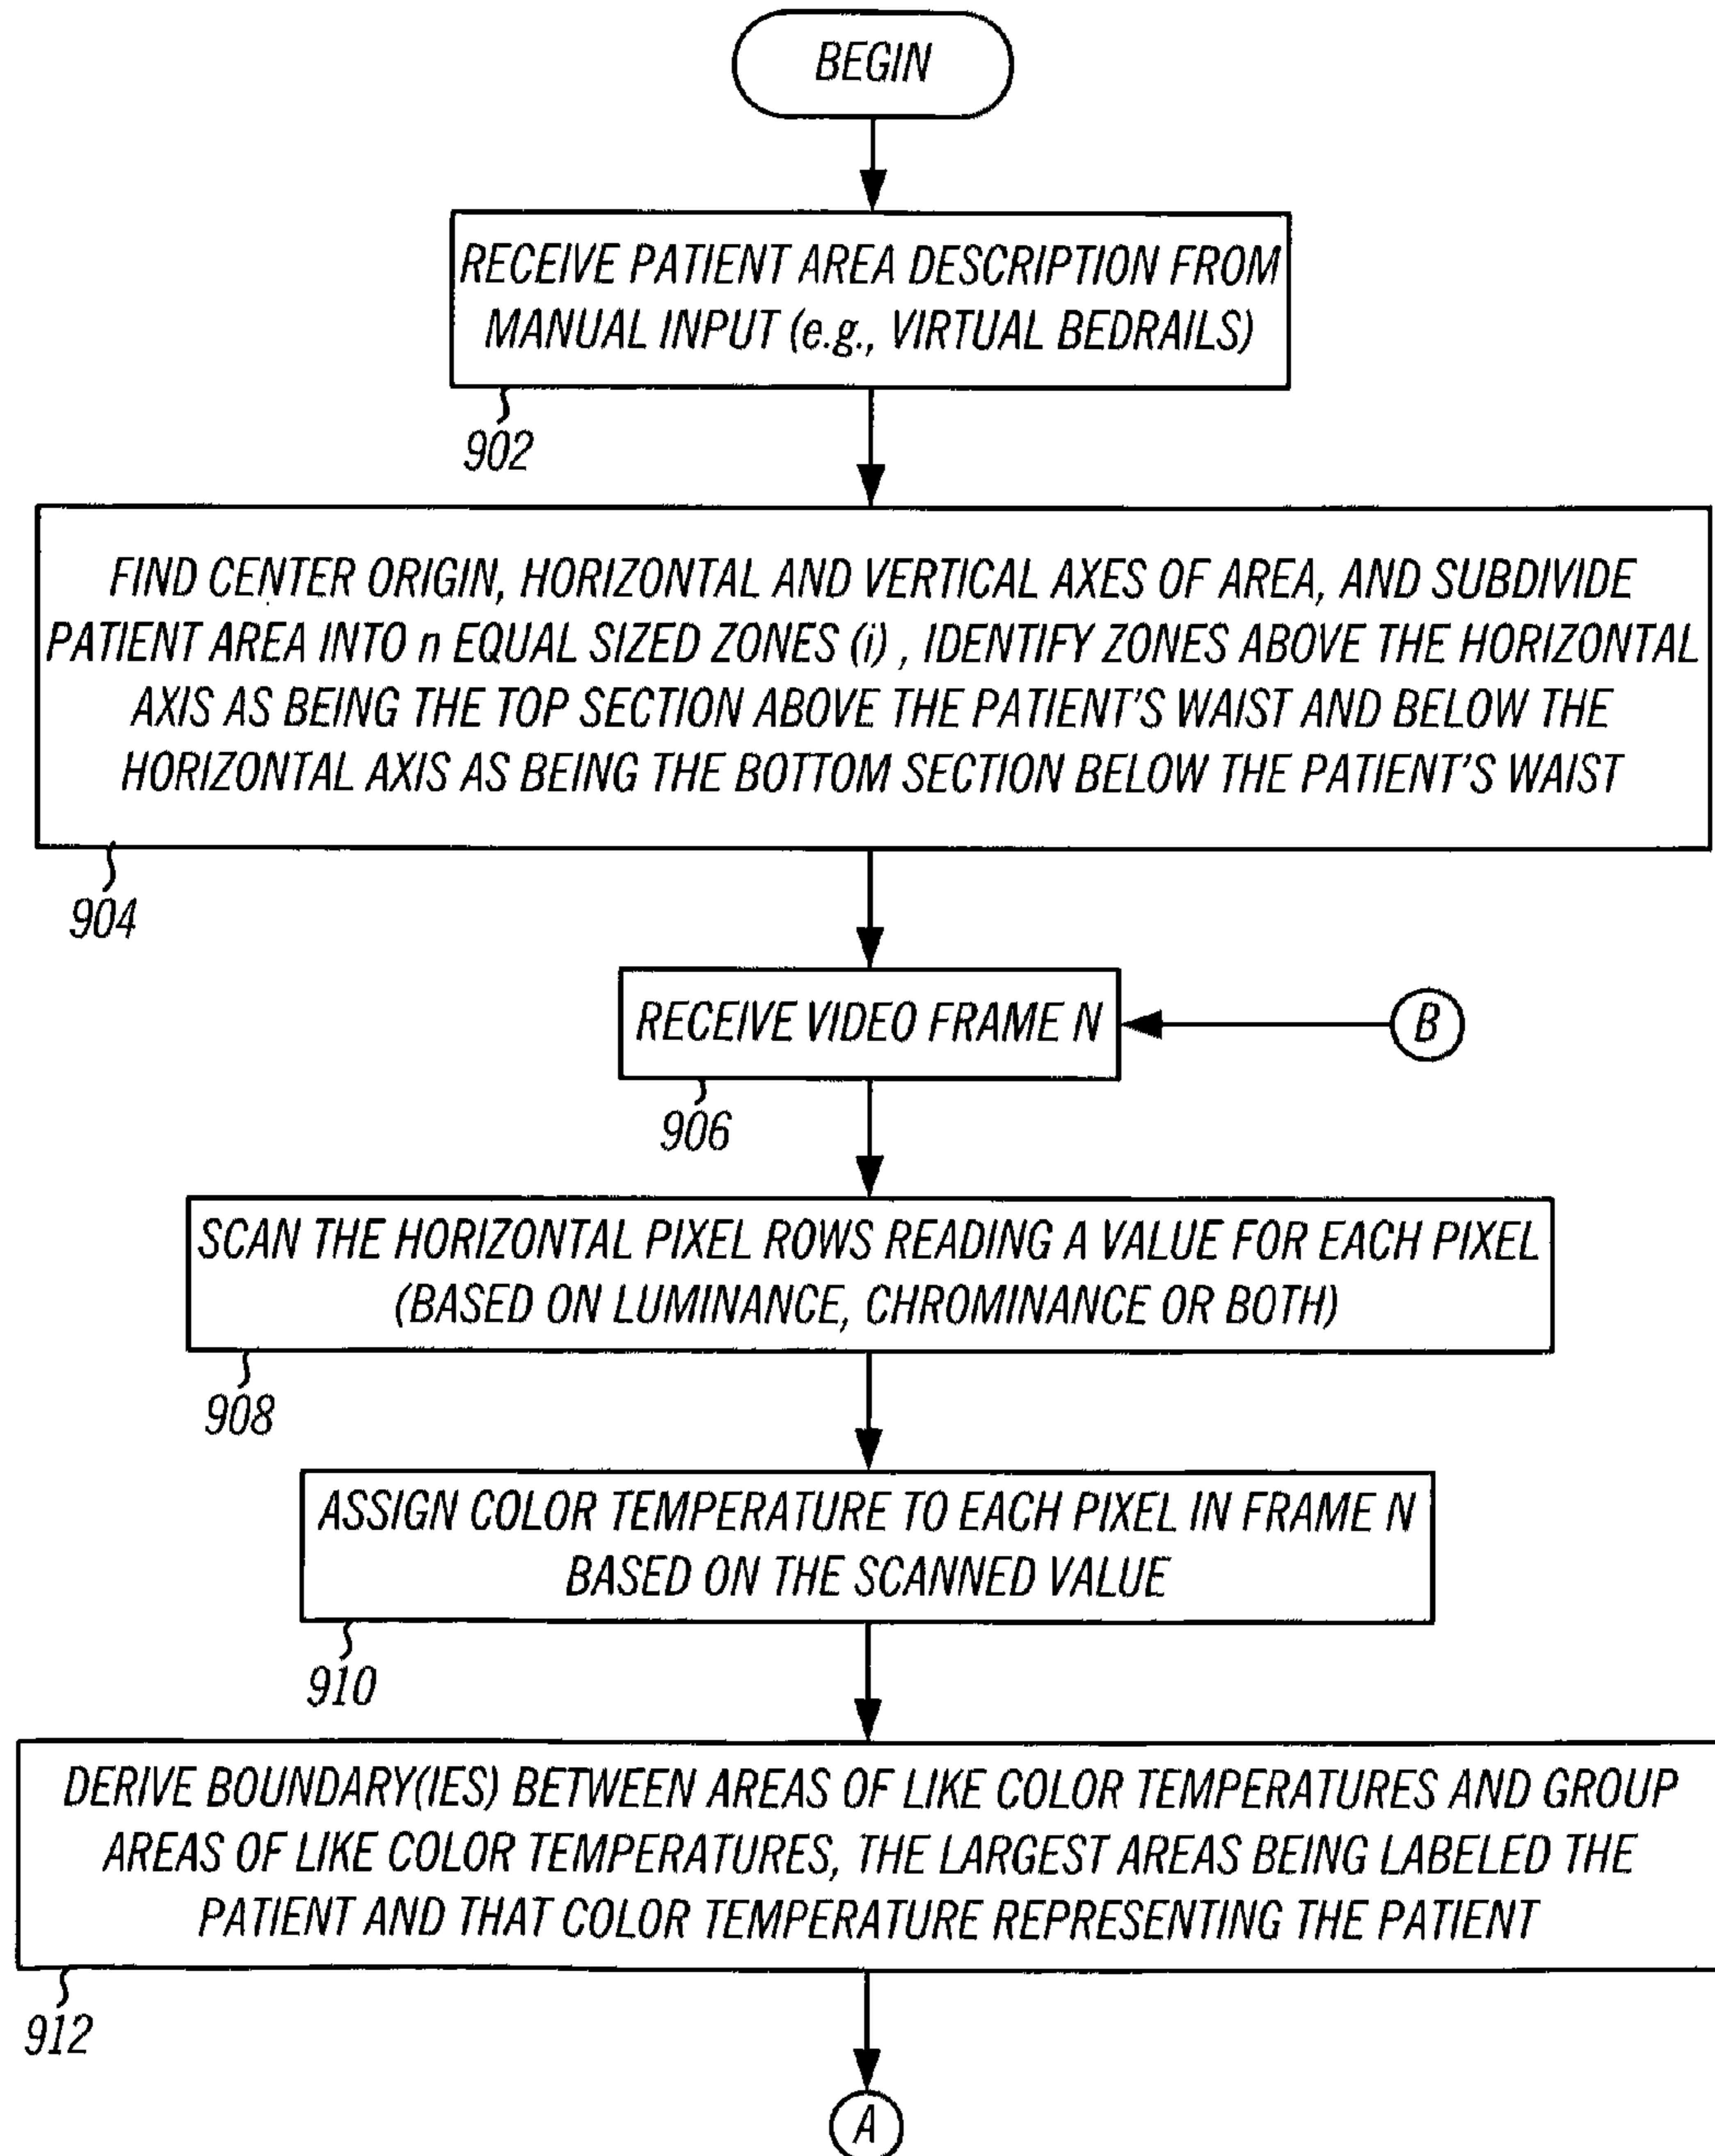 BEGIN
RECEIVE PATIENT AREA DESCRIPTION FROM
MANUAL INPUT (e.g., VIRTUAL BEDRAILS)
902
FIND CENTER ORIGIN, HORIZONTAL AND VERTICAL AXES OF AREA, AND SUBDIVIDE
PATIENT AREA INTO n EQUAL SIZED ZONES (i) , IDENTIFY ZONES ABOVE THE HORIZONTAL
AXIS AS BEING THE TOP SECTION ABOVE THE PATIENT'S WAIST AND BELOW THE
HORIZONTAL AXIS AS BEING THE BOTTOM SECTION BELOW THE PATIENT'S WAIST
904
RECEIVE VIDEO FRAME N
B
906
SCAN THE HORIZONTAL PIXEL ROWS READING A VALUE FOR EACH PIXEL
(BASED ON LUMINANCE, CHROMINANCE OR BOTH)
908
ASSIGN COLOR TEMPERATURE TO EACH PIXEL IN FRAME N
BASED ON THE SCANNED VALUE
910
DERIVE BOUNDARY(IES) BETWEEN AREAS OF LIKE COLOR TEMPERATURES AND GROUP
AREAS OF LIKE COLOR TEMPERATURES, THE LARGEST AREAS BEING LABELED THE
PATIENT AND THAT COLOR TEMPERATURE REPRESENTING THE PATIENT
912
A